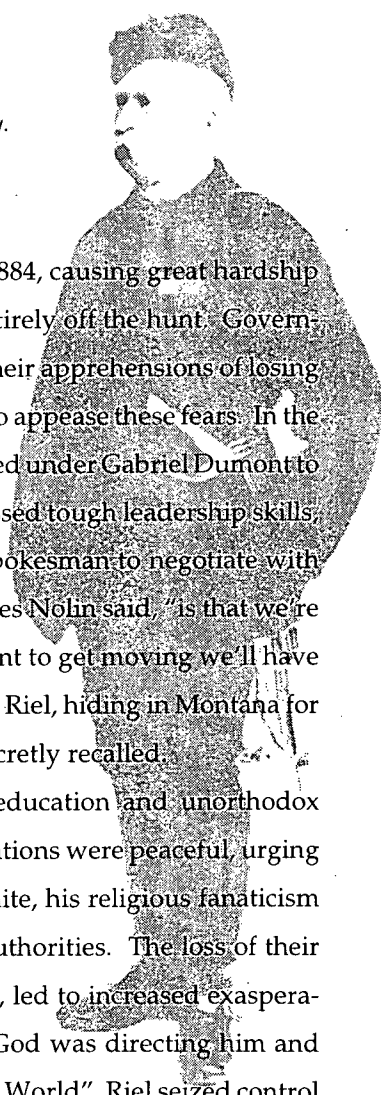 .
884, causing great hardship
tirely off the hunt. Govern-
heir apprehensions of losing
o appease these fears. In the
ed under Gabriel Dumont to
sed tough leadership skills,
pokesman to negotiate with
es Nolin said, "is that we're
nt to get moving we'll have
Riel, hiding in Montana for
cretly recalled.
education and unorthodox
tions were peaceful, urging
ite, his religious fanaticism
uthorities. The loss of their
, led to increased exaspera-
God was directing him and
World". Riel seized control